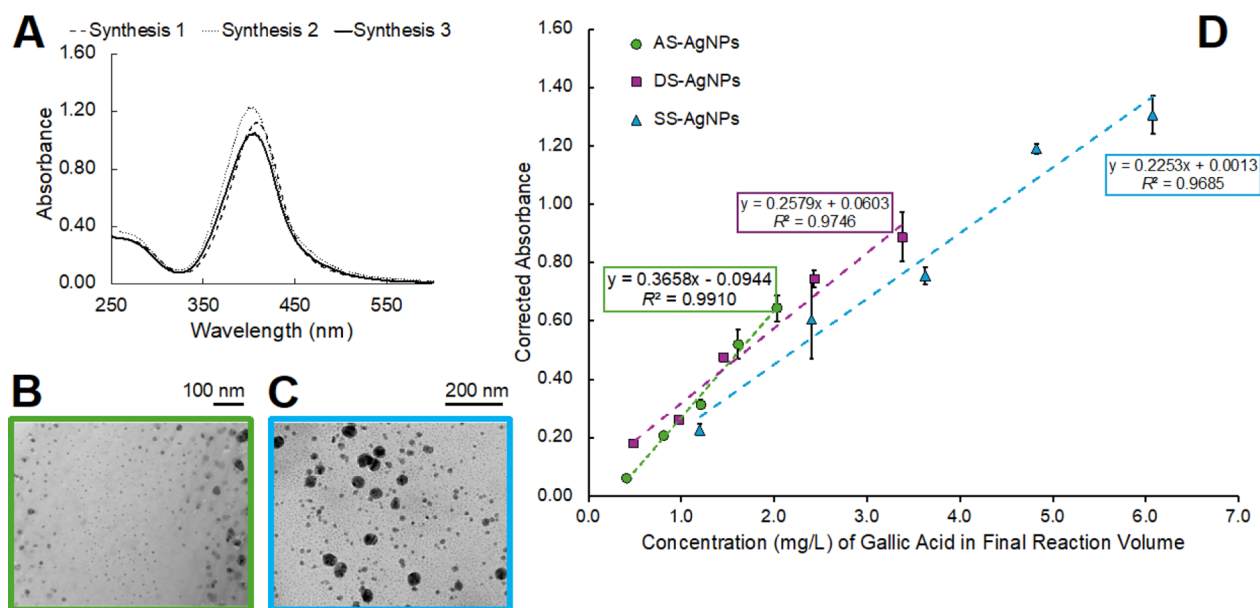 A
Synthesis 1
Synthesis 2
Synthesis 3
1.60
1.20
0.80
0.40
0.00
Absorbance
250
350
450
550
Wavelength (nm)
B
100 nm
C
200 nm
D
AS-AgNPs
DS-AgNPs
SS-AgNPs
1.60
1.40
1.20
1.00
0.80
0.60
0.40
0.20
0.00
Corrected Absorbance
y = 0.2253x + 0.0013
R² = 0.9685
y = 0.2579x + 0.0603
R² = 0.9746
y = 0.3658x - 0.0944
R² = 0.9910
0.0
1.0
2.0
3.0
4.0
5.0
6.0
7.0
Concentration (mg/L) of Gallic Acid in Final Reaction Volume